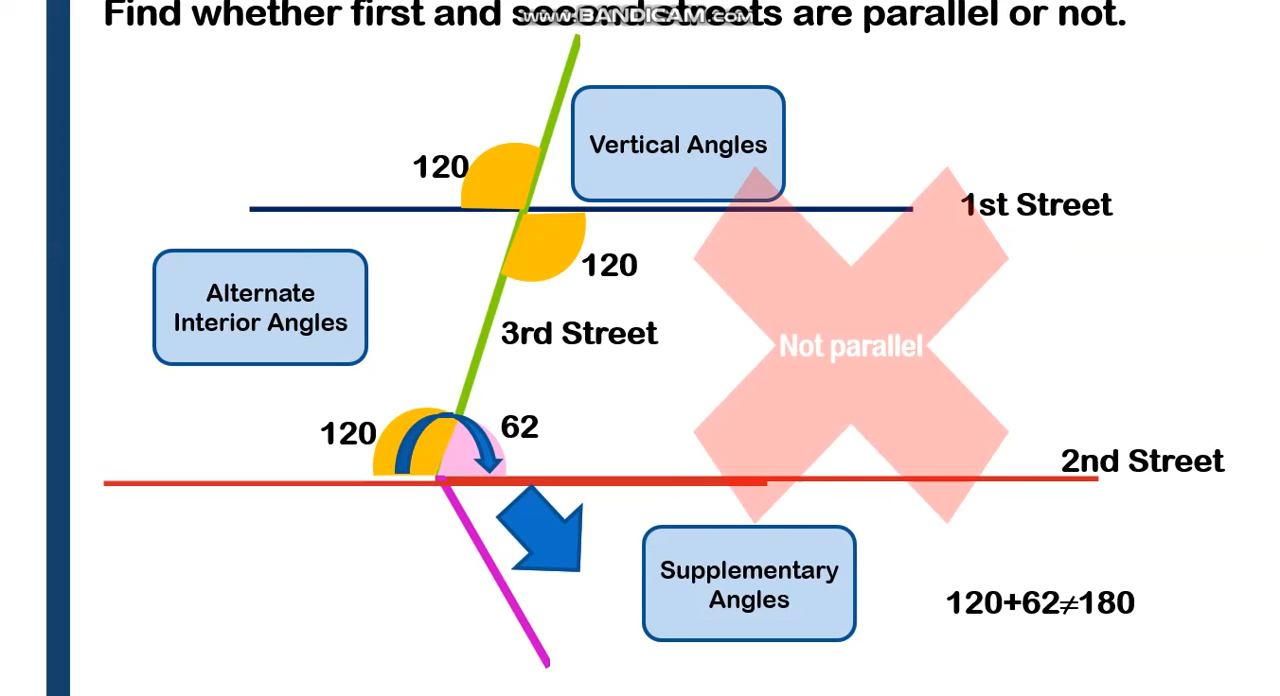 Find whether first and second streets are parallel or not.
www.BANDICAM.com
Vertical Angles
120
1st Street
120
Alternate
Interior Angles
3rd Street
Not parallel
120
62
2nd Street
Supplementary
Angles
120+62≠180